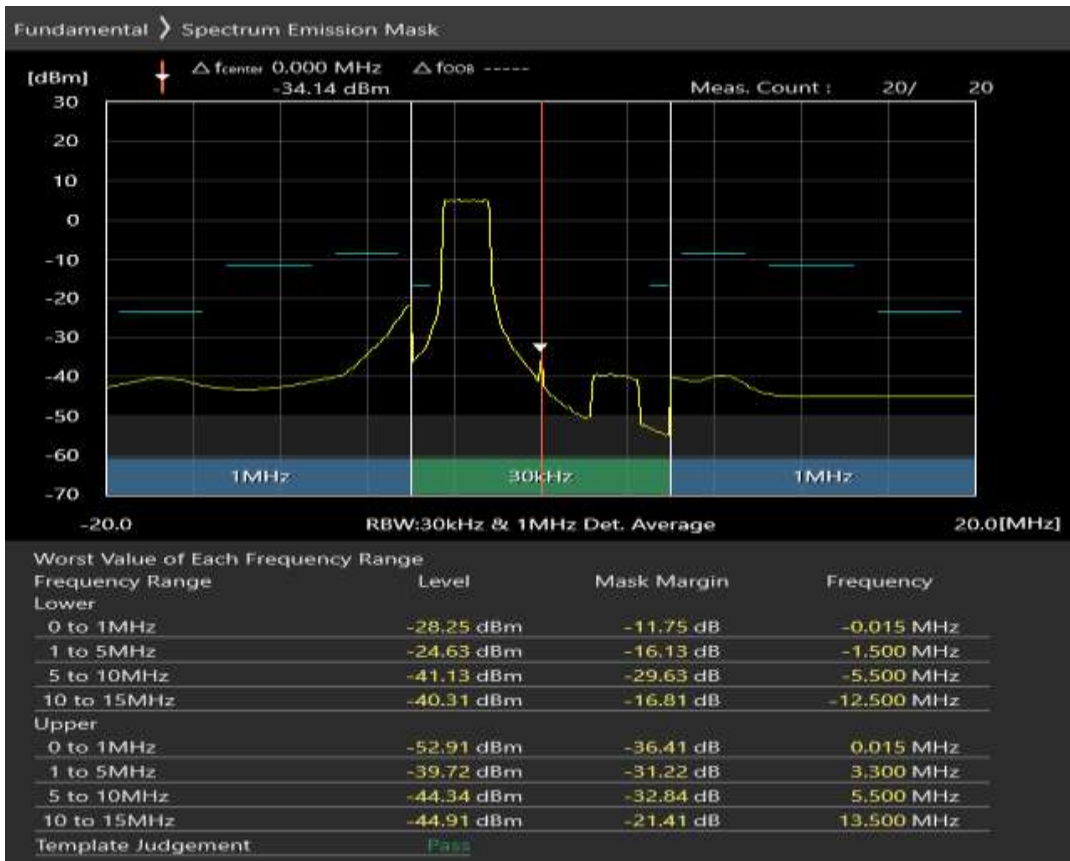 Fundamental 〉 Spectrum Emission Mask
[dBm] △ fcenter 0.000 MHz △ fOOB -----
-34.14 dBm Meas. Count : 20/ 20
30
20
10
0
-10
-20
-30
-40
-50
-60
1MHz 30kHz 1MHz
-70
-20.0 RBW:30kHz & 1MHz Det. Average 20.0[MHz]
Worst Value of Each Frequency Range
Frequency Range Level Mask Margin Frequency
Lower
0 to 1MHz -28.25 dBm -11.75 dB -0.015 MHz
1 to 5MHz -24.63 dBm -16.13 dB -1.500 MHz
5 to 10MHz -41.13 dBm -29.63 dB -5.500 MHz
10 to 15MHz -40.31 dBm -16.81 dB -12.500 MHz
Upper
0 to 1MHz -52.91 dBm -36.41 dB 0.015 MHz
1 to 5MHz -39.72 dBm -31.22 dB 3.300 MHz
5 to 10MHz -44.34 dBm -32.84 dB 5.500 MHz
10 to 15MHz -44.91 dBm -21.41 dB 13.500 MHz
Template Judgement Pass